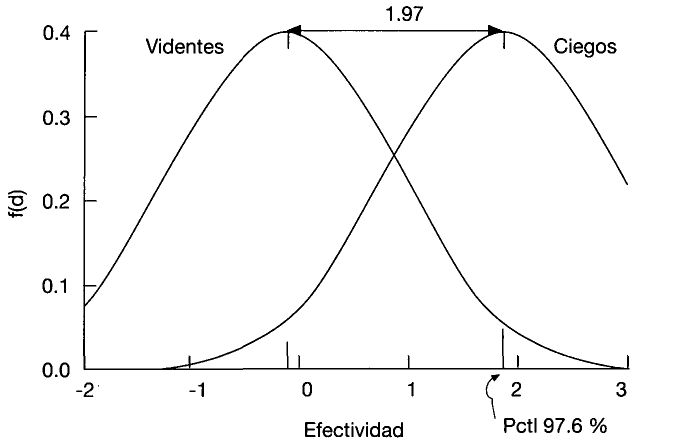 1.97
Videntes
Ciegos
0.4
0.3
0.2
0.1
0.0
f(d)
-2
-1
0
1
2
3
Efectividad
Pctl 97.6 %